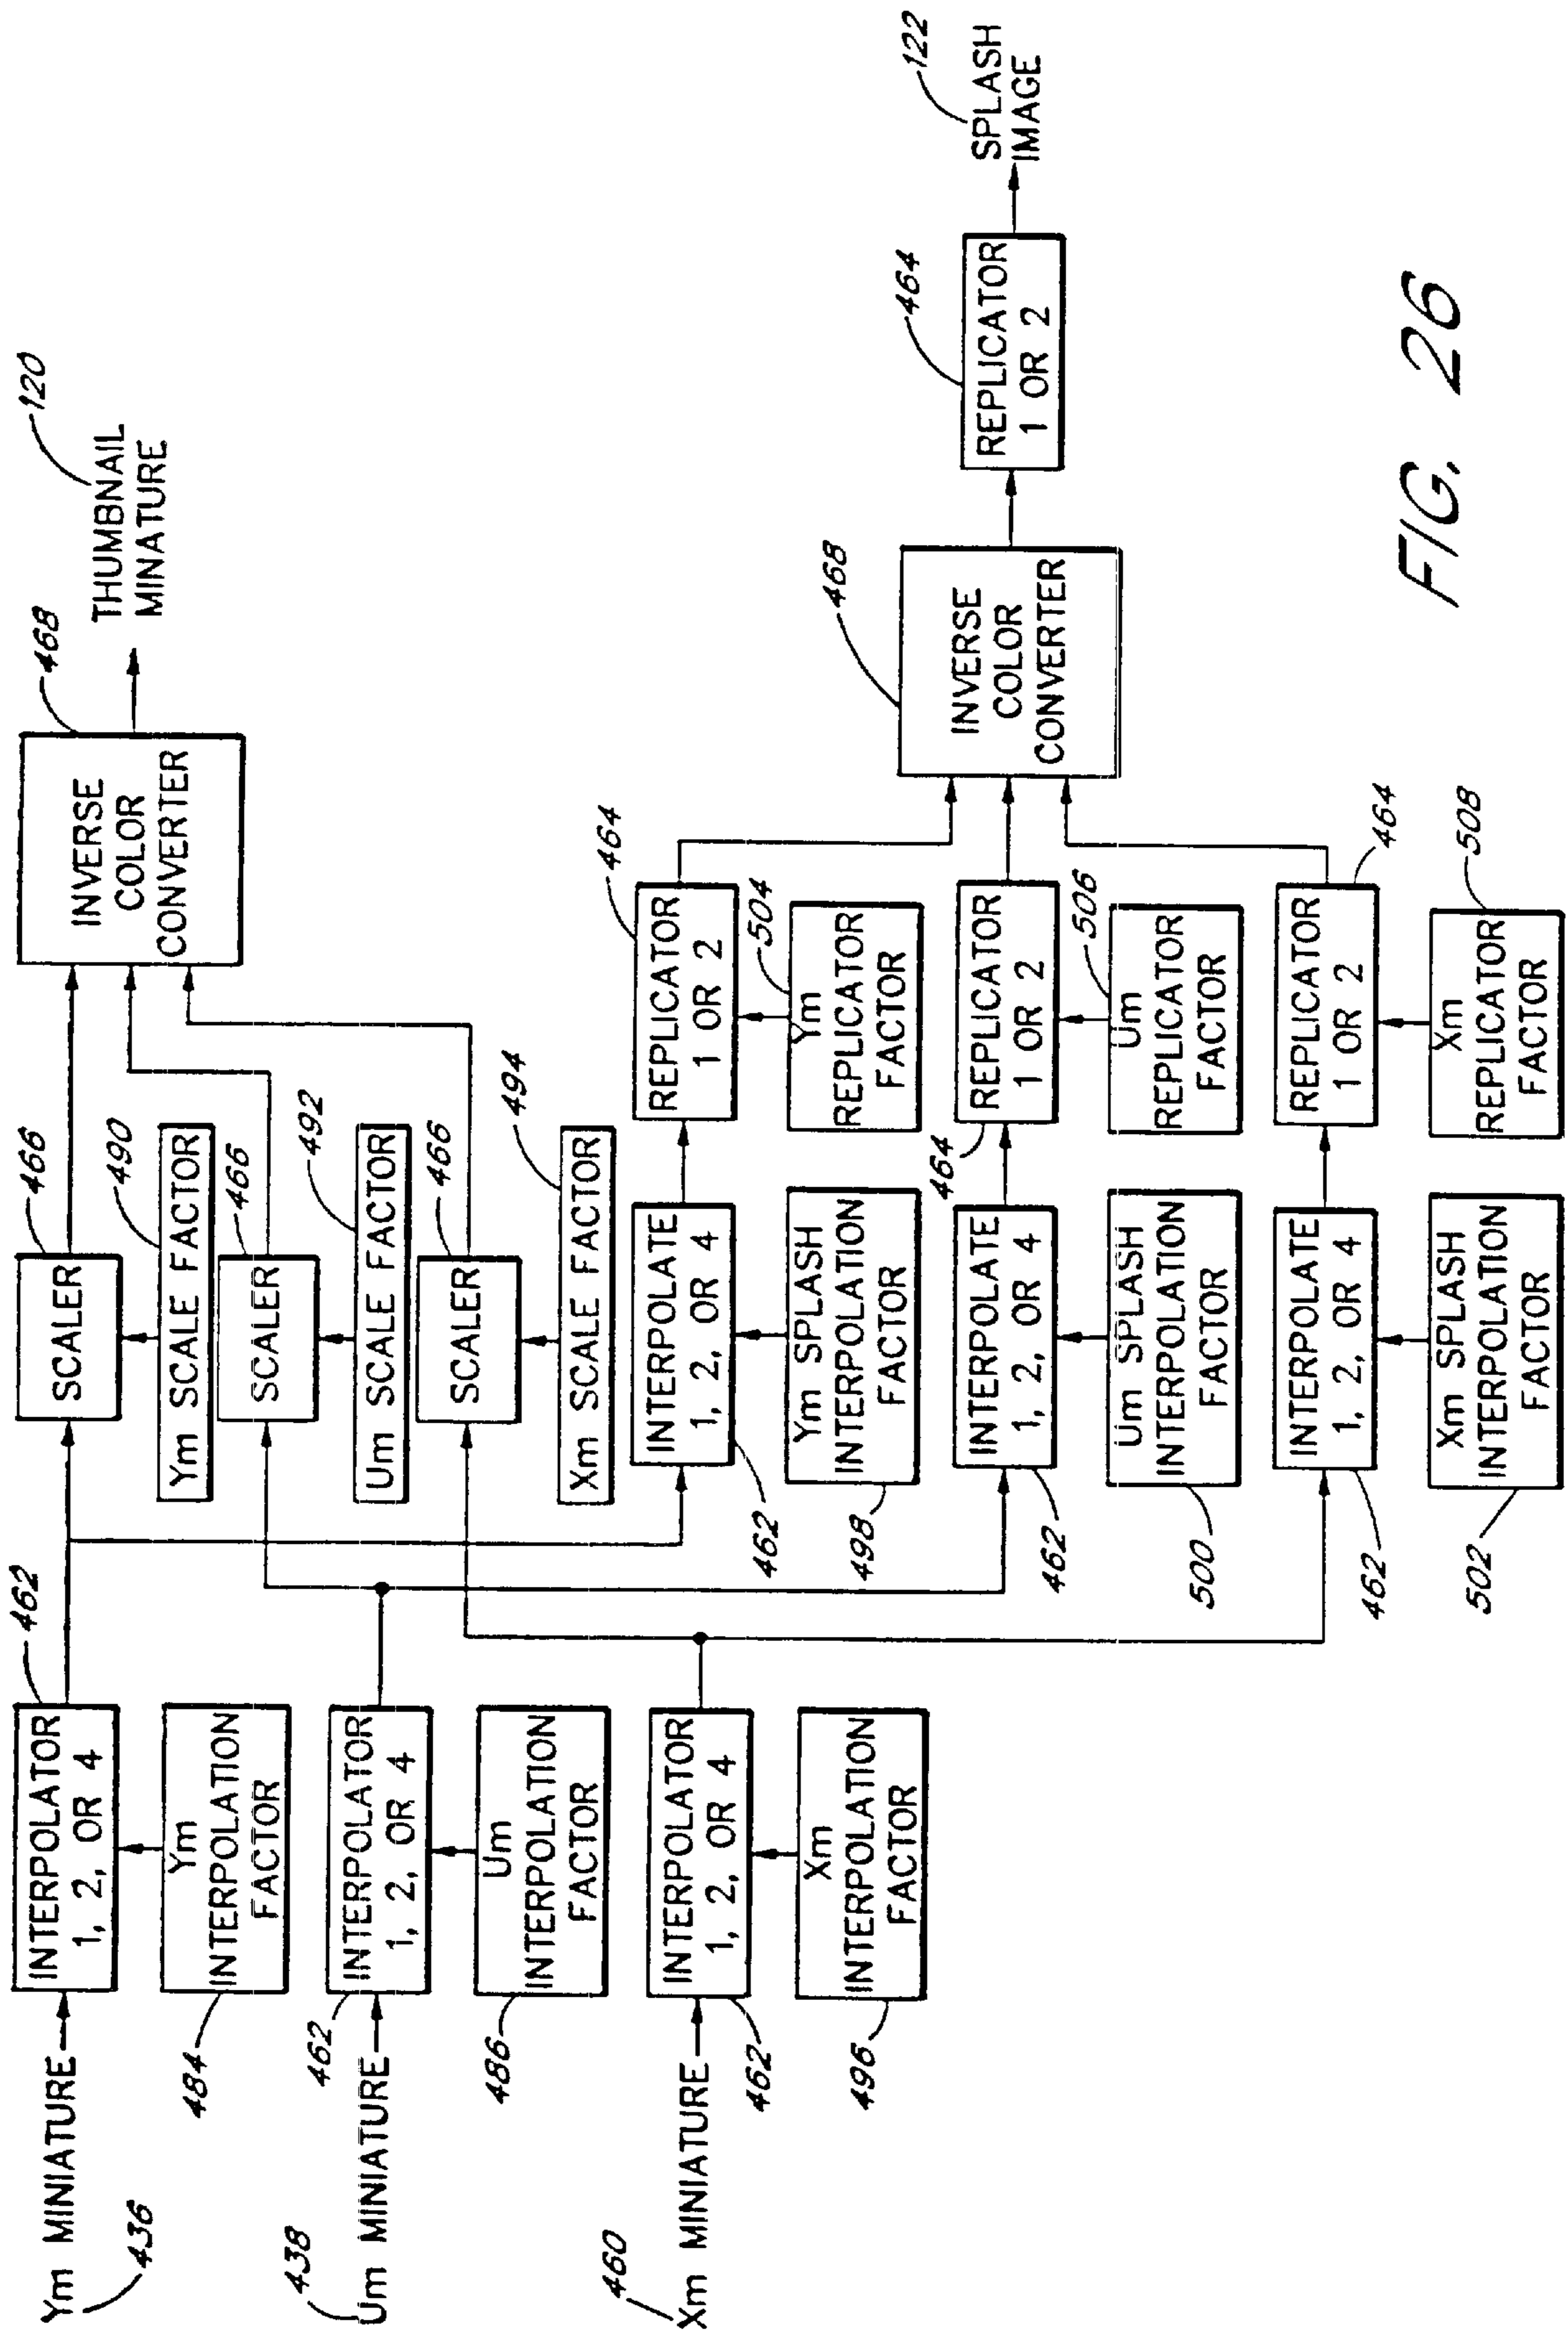 Ym MINIATURE
436
INTERPOLATOR
1, 2, OR 4
462
Ym
INTERPOLATION
FACTOR
484
Um MINIATURE
438
INTERPOLATOR
1, 2, OR 4
462
Um
INTERPOLATION
FACTOR
486
Xm MINIATURE
460
INTERPOLATOR
1, 2, OR 4
462
Xm
INTERPOLATION
FACTOR
496
SCALER
466
Ym SCALE FACTOR
490
SCALER
466
Um SCALE FACTOR
492
SCALER
466
Xm SCALE FACTOR
494
INVERSE
COLOR
CONVERTER
468
THUMBNAIL
MINATURE
120
INTERPOLATE
1, 2, OR 4
462
Ym SPLASH
INTERPOLATION
FACTOR
498
REPLICATOR
1 OR 2
464
Ym
REPLICATOR
FACTOR
504
INTERPOLATE
1, 2, OR 4
462
Um SPLASH
INTERPOLATION
FACTOR
500
REPLICATOR
1 OR 2
464
Um
REPLICATOR
FACTOR
506
INTERPOLATE
1, 2, OR 4
462
Xm SPLASH
INTERPOLATION
FACTOR
502
REPLICATOR
1 OR 2
464
Xm
REPLICATOR
FACTOR
508
INVERSE
COLOR
CONVERTER
468
REPLICATOR
1 OR 2
464
SPLASH
IMAGE
122
FIG. 26